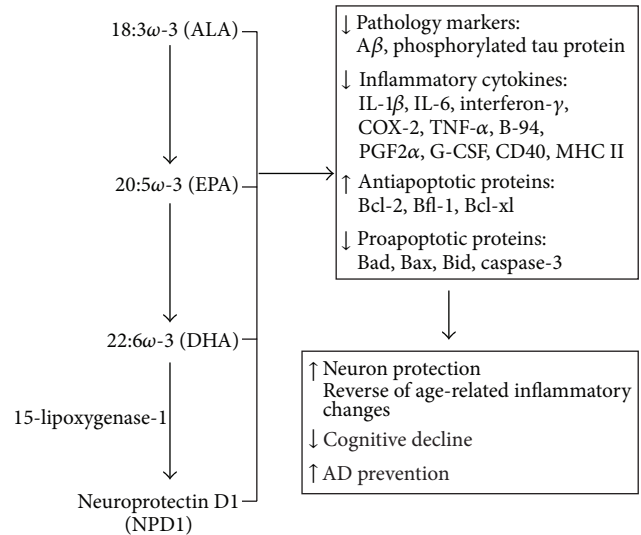 18:3ω-3 (ALA)
20:5ω-3 (EPA)
22:6ω-3 (DHA)
15-lipoxygenase-1
Neuroprotectin D1
(NPD1)
↓ Pathology markers:
Aβ, phosphorylated tau protein
↓ Inflammatory cytokines:
IL-1β, IL-6, interferon-γ,
COX-2, TNF-α, B-94,
PGF2α, G-CSF, CD40, MHC II
↑ Antiapoptotic proteins:
Bcl-2, Bfl-1, Bcl-xl
↓ Proapoptotic proteins:
Bad, Bax, Bid, caspase-3
↑ Neuron protection
Reverse of age-related inflammatory
changes
↓ Cognitive decline
↑ AD prevention